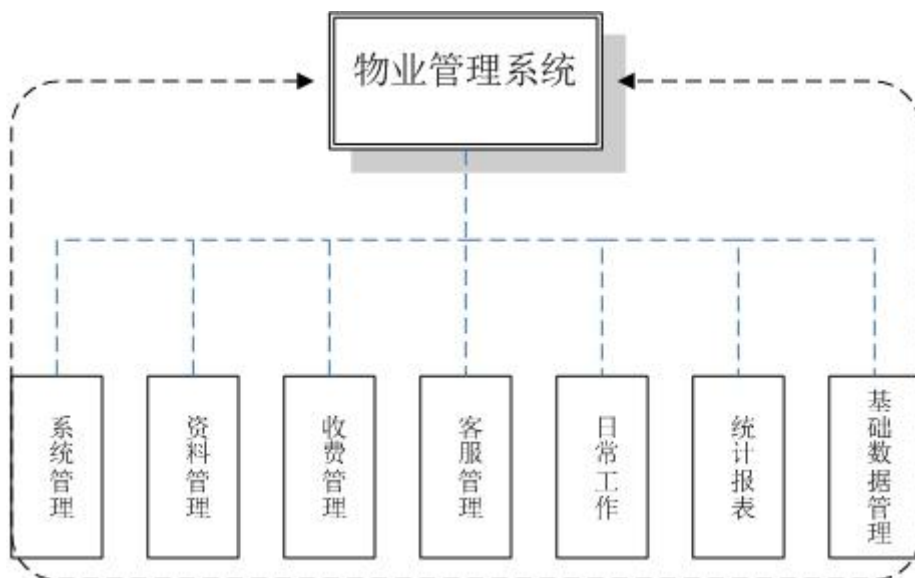 物业管理系统
系统管理
资料管理
收费管理
客服管理
日常工作
统计报表
基础数据管理